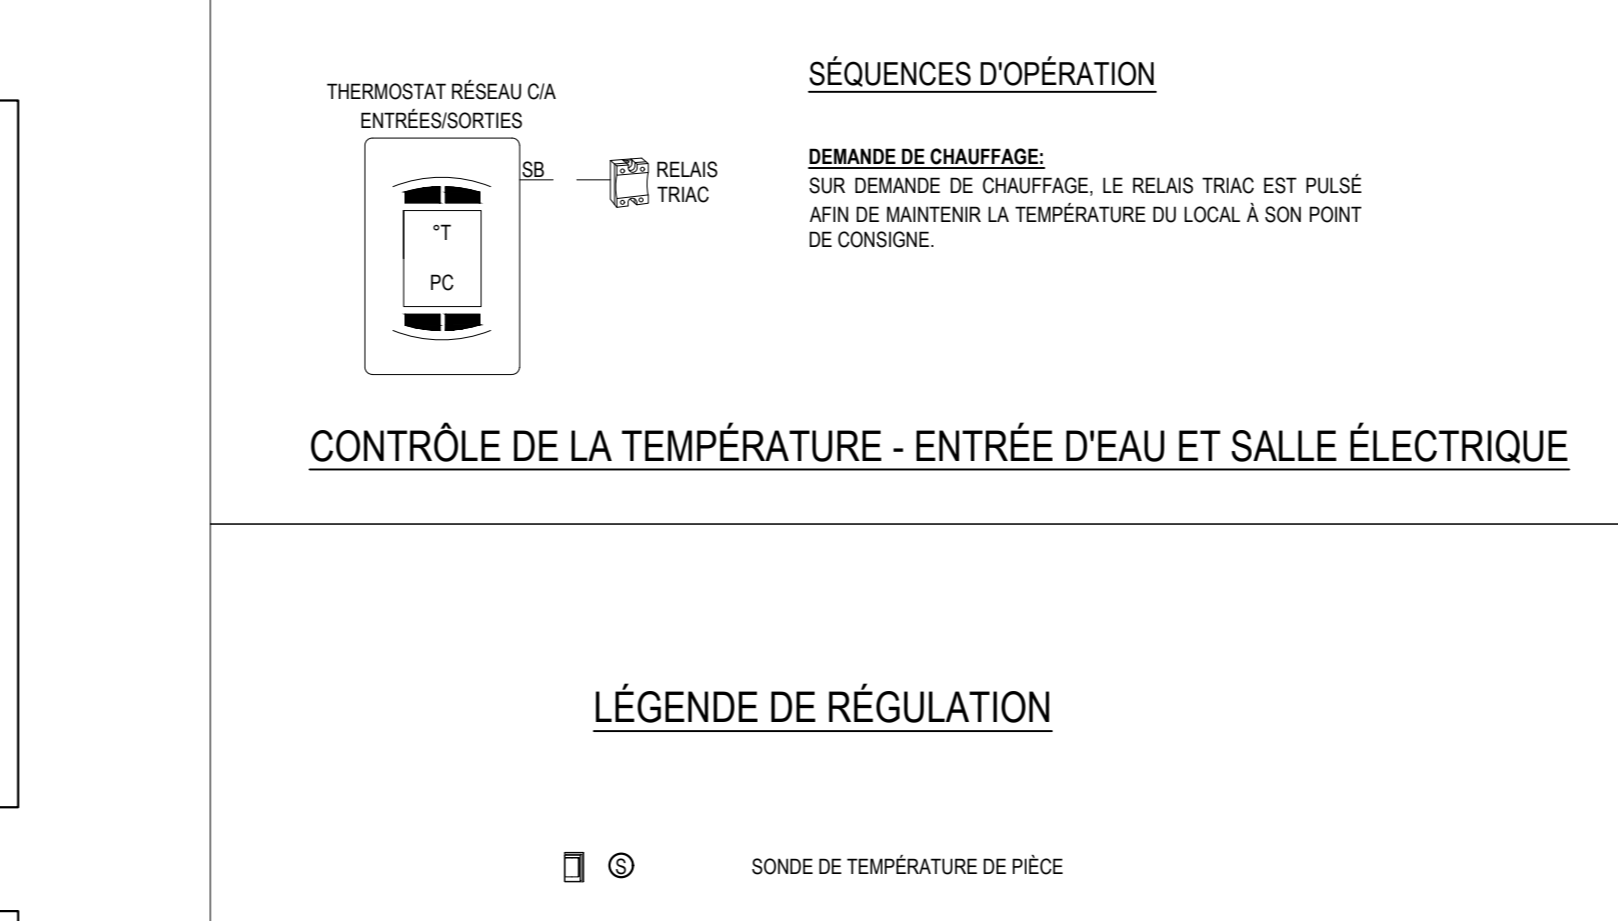 THERMOSTAT RÉSEAU C/A
ENTRÉES/SORTIES
SB
RELAIS
TRIAC
°T
PC
SÉQUENCES D'OPÉRATION
DEMANDE DE CHAUFFAGE:
SUR DEMANDE DE CHAUFFAGE, LE RELAIS TRIAC EST PULSÉ
AFIN DE MAINTENIR LA TEMPÉRATURE DU LOCAL À SON POINT
DE CONSIGNE.
CONTRÔLE DE LA TEMPÉRATURE - ENTRÉE D'EAU ET SALLE ÉLECTRIQUE
LÉGENDE DE RÉGULATION
S SONDE DE TEMPÉRATURE DE PIÈCE